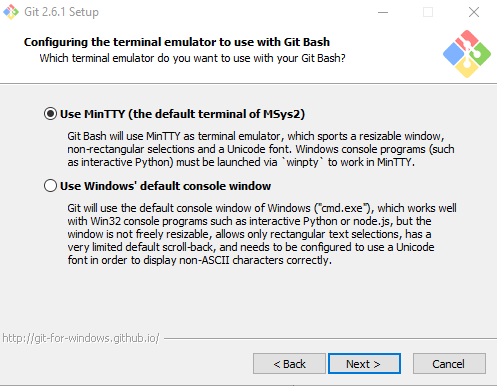 Git 2.6.1 Setup
Configuring the terminal emulator to use with Git Bash
Which terminal emulator do you want to use with your Git Bash?
Use MinTTY (the default terminal of MSys2)
Git Bash will use MinTTY as terminal emulator, which sports a resizable window,
non-rectangular selections and a Unicode font. Windows console programs (such
as interactive Python) must be launched via `winpty` to work in MinTTY.
Use Windows' default console window
Git will use the default console window of Windows ("cmd.exe"), which works well
with Win32 console programs such as interactive Python or node.js, but the
window is not freely resizable, allows only rectangular text selections, has a
very limited default scroll-back, and needs to be configured to use a Unicode
font in order to display non-ASCII characters correctly.
http://git-for-windows.github.io/
< Back Next > Cancel